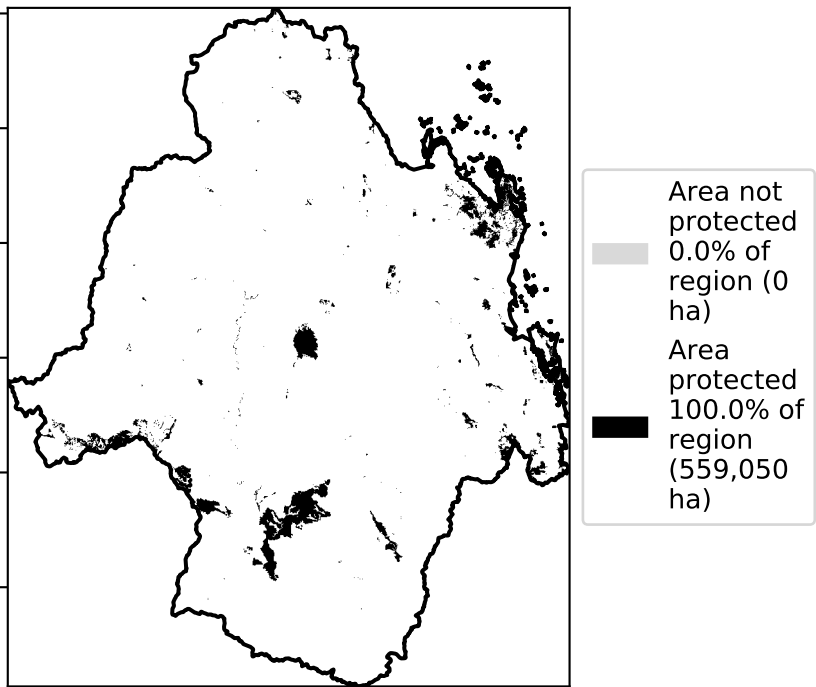 Area not
protected
0.0% of
region (0
ha)
Area
protected
100.0% of
region
(559,050
ha)